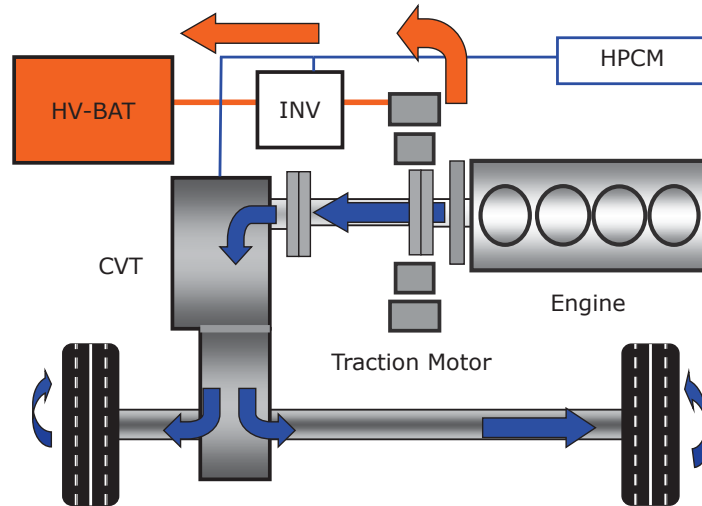 HPCM
HV-BAT
INV
CVT
Engine
Traction Motor